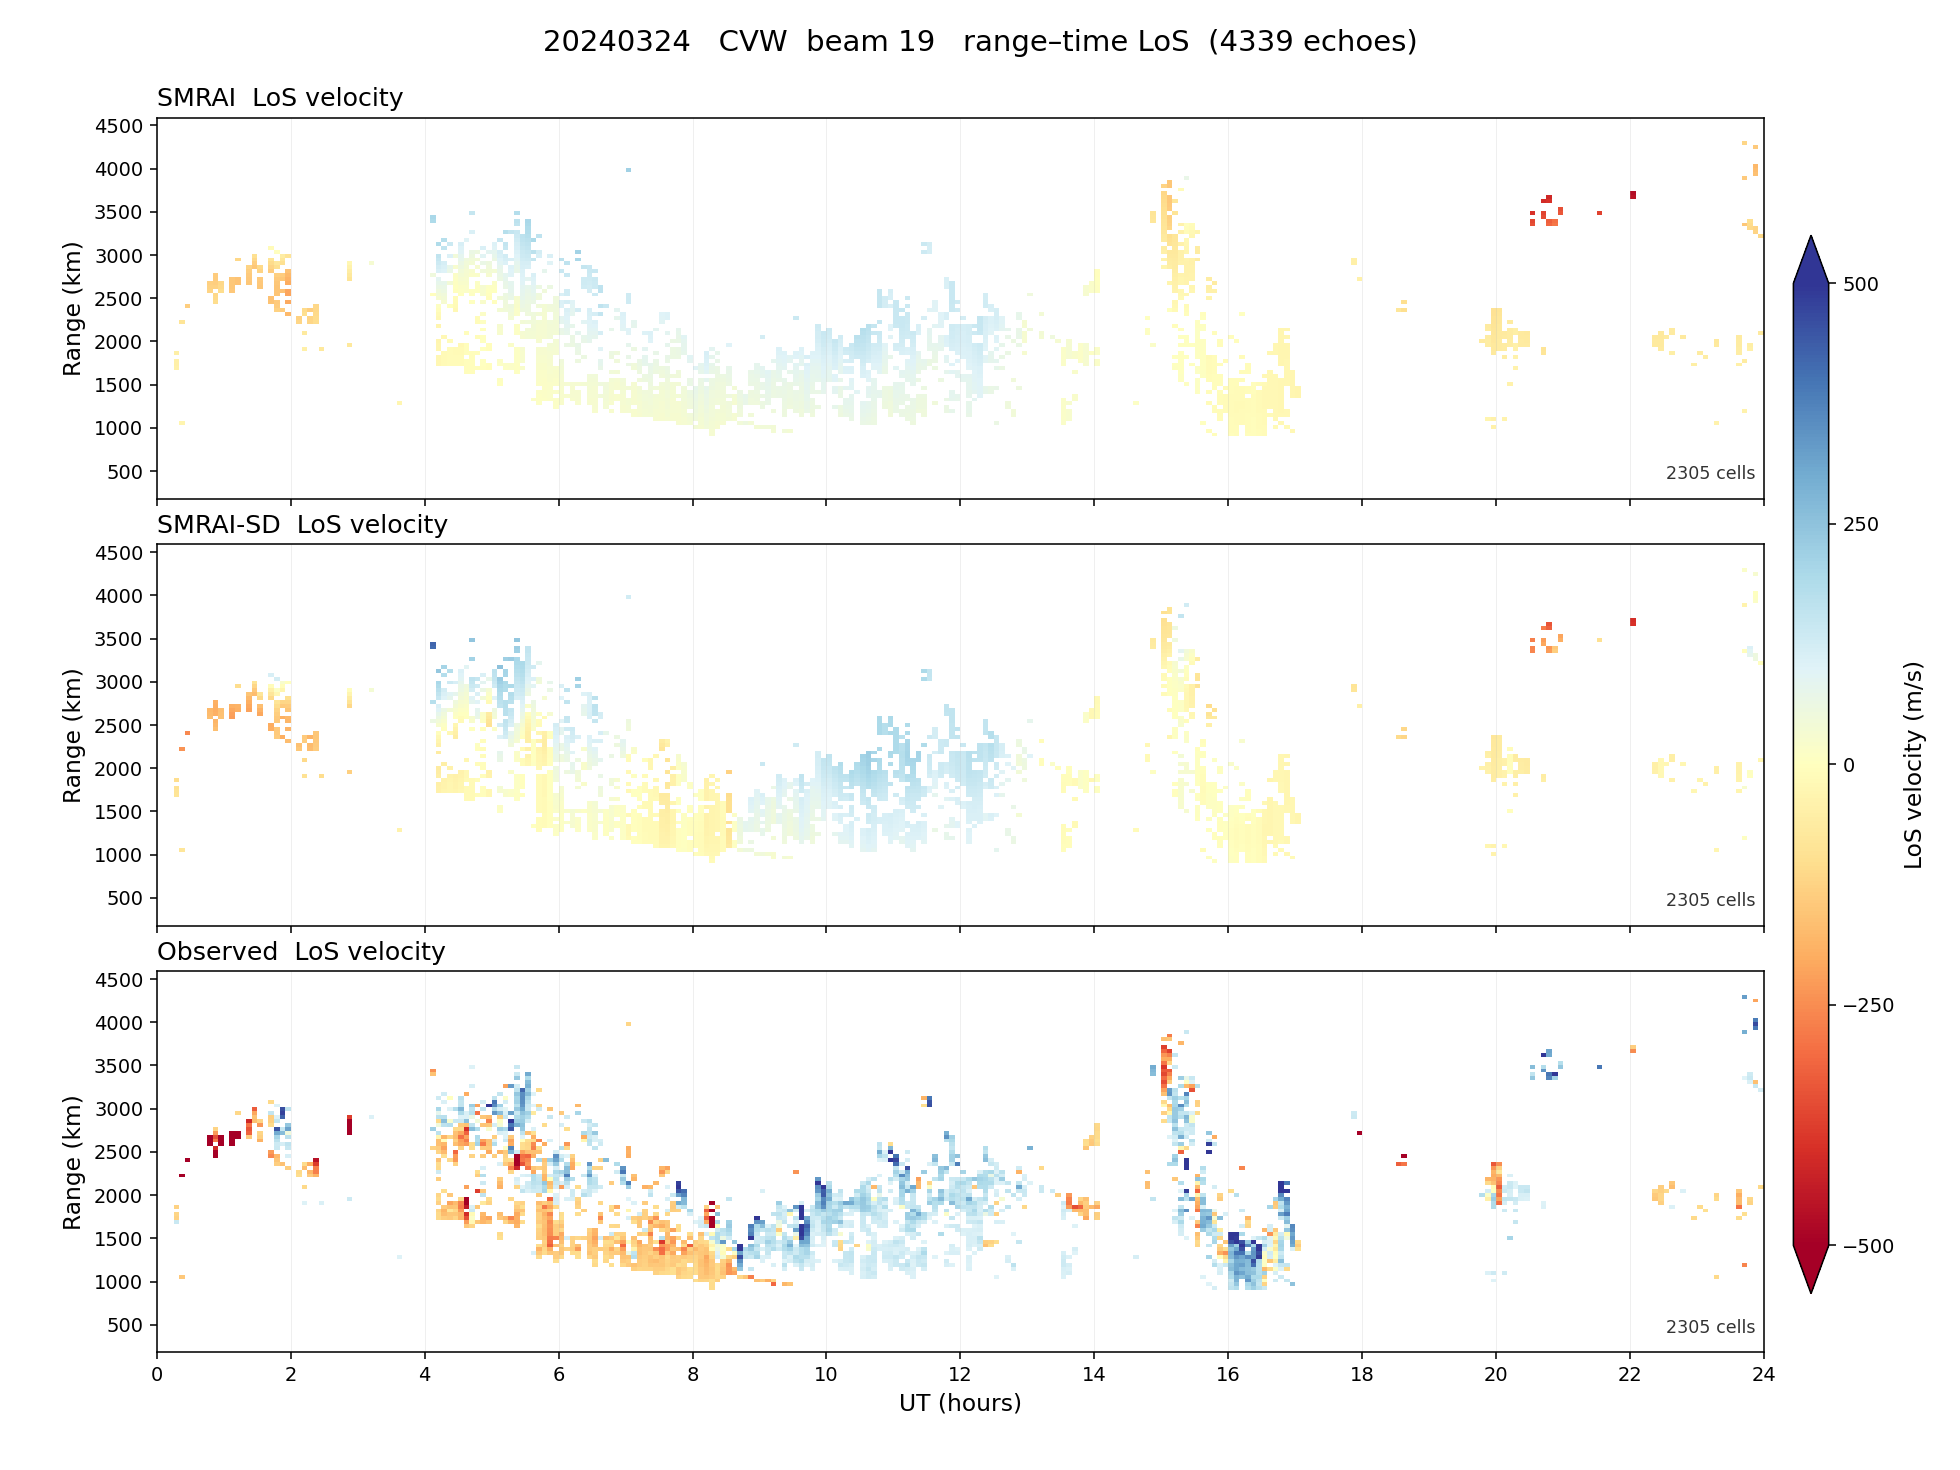 20240324   CVW  beam 19   range–time LoS  (4339 echoes)
SMRAI  LoS velocity
4500
4000
3500
3000
2500
2000
1500
1000
500
Range (km)
2305 cells
SMRAI-SD  LoS velocity
4500
4000
3500
3000
2500
2000
1500
1000
500
Range (km)
2305 cells
Observed  LoS velocity
4500
4000
3500
3000
2500
2000
1500
1000
500
Range (km)
2305 cells
0 2 4 6 8 10 12 14 16 18 20 22 24
UT (hours)
500
250
0
−250
−500
LoS velocity (m/s)